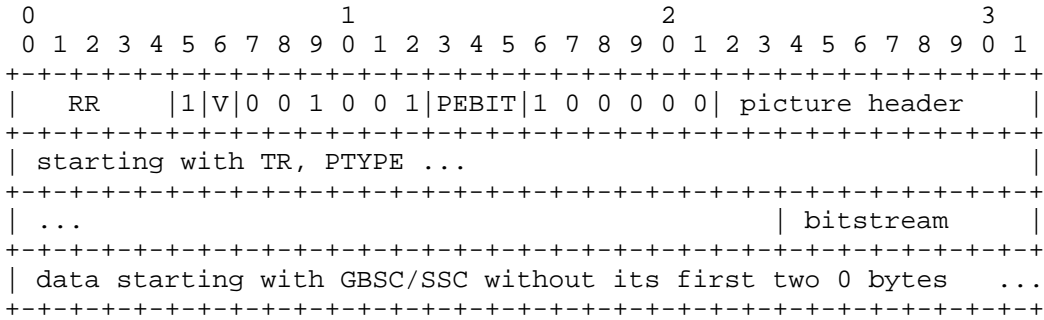 0                   1                   2                   3
 0 1 2 3 4 5 6 7 8 9 0 1 2 3 4 5 6 7 8 9 0 1 2 3 4 5 6 7 8 9 0 1
+-+-+-+-+-+-+-+-+-+-+-+-+-+-+-+-+-+-+-+-+-+-+-+-+-+-+-+-+-+-+-+-+
|   RR    |1|V|0 0 1 0 0 1|PEBIT|1 0 0 0 0 0| picture header    |
+-+-+-+-+-+-+-+-+-+-+-+-+-+-+-+-+-+-+-+-+-+-+-+-+-+-+-+-+-+-+-+-+
| starting with TR, PTYPE ...                                   |
+-+-+-+-+-+-+-+-+-+-+-+-+-+-+-+-+-+-+-+-+-+-+-+-+-+-+-+-+-+-+-+-+
| ...                                           | bitstream     |
+-+-+-+-+-+-+-+-+-+-+-+-+-+-+-+-+-+-+-+-+-+-+-+-+-+-+-+-+-+-+-+-+
| data starting with GBSC/SSC without its first two 0 bytes   ...
+-+-+-+-+-+-+-+-+-+-+-+-+-+-+-+-+-+-+-+-+-+-+-+-+-+-+-+-+-+-+-+-+